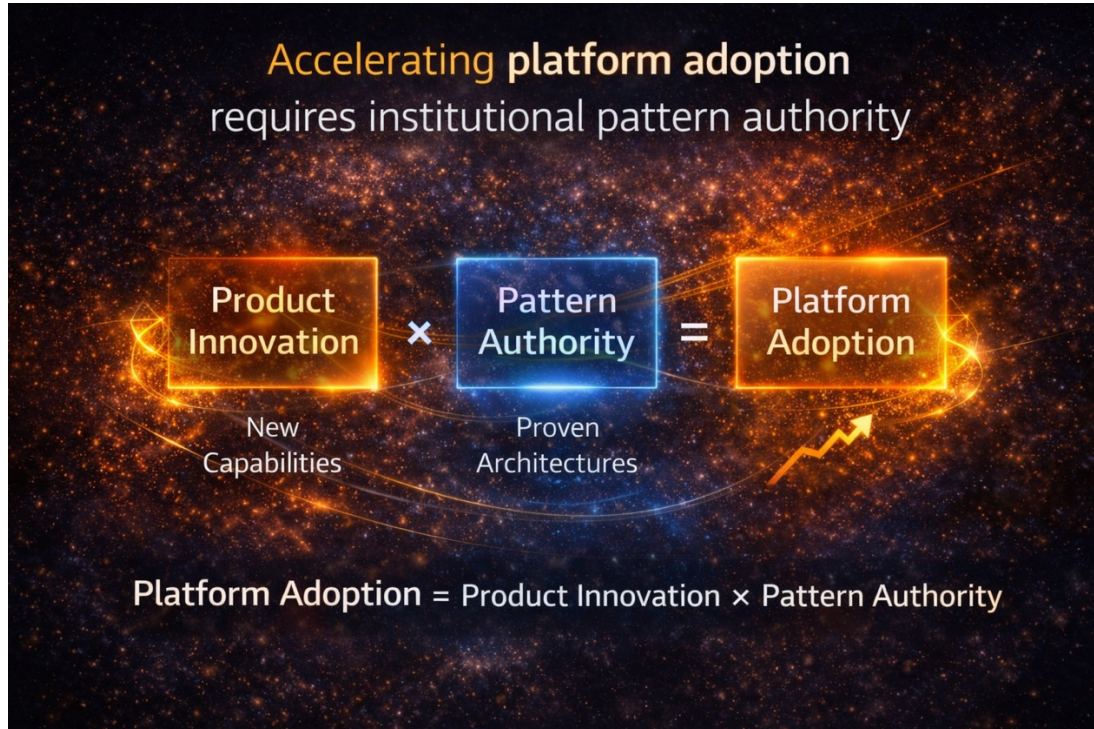 Accelerating platform adoption
requires institutional pattern authority
Product
Innovation
×
Pattern
Authority
=
Platform
Adoption
New
Capabilities
Proven
Architectures
Platform Adoption = Product Innovation × Pattern Authority